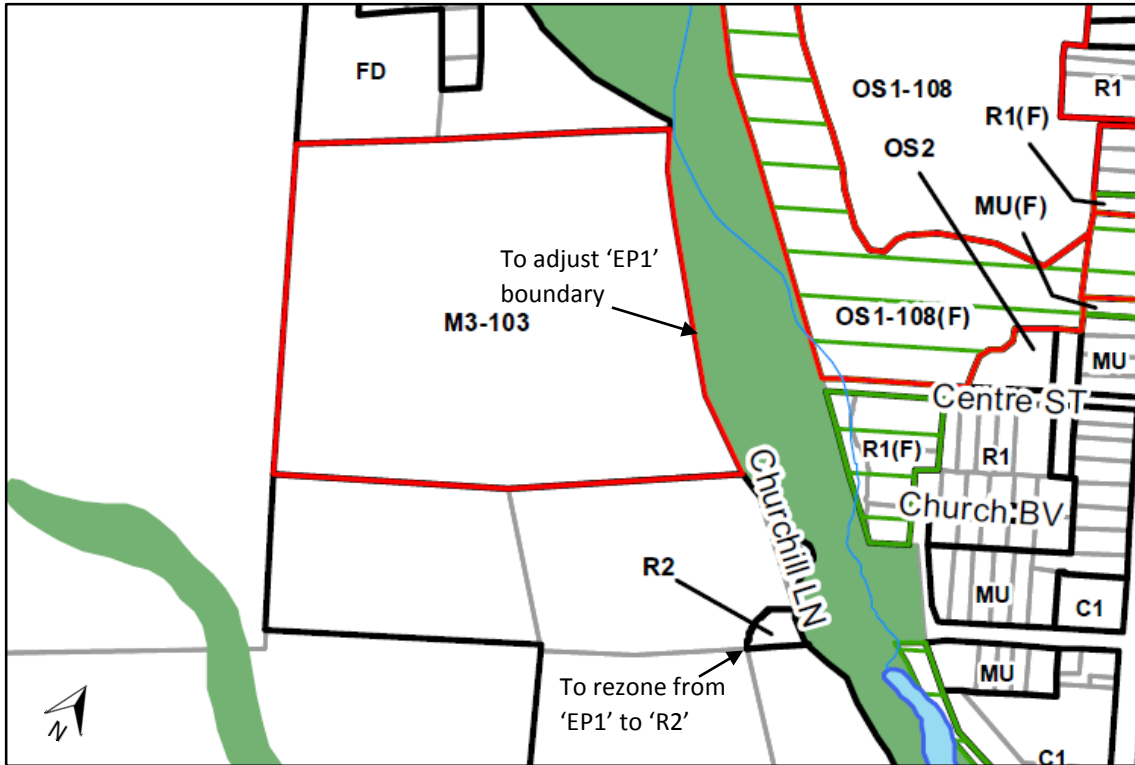 FD
OS1-108
R1
R1(F)
OS2
MU(F)
To adjust ‘EP1’
boundary
M3-103
OS1-108(F)
MU
Centre ST
R1(F)
R1
Church BV
Churchill LN
R2
MU
C1
To rezone from
‘EP1’ to ‘R2’
MU
C1
N